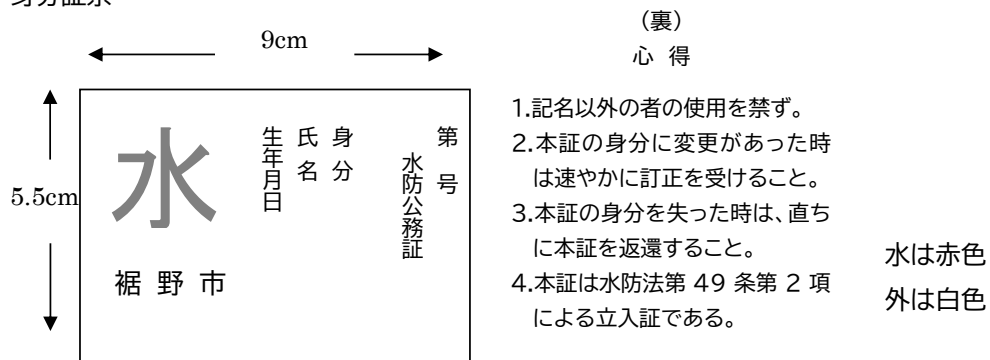 身分証票
9cm
5.5cm
第 号
水防公務証
身 分
氏 名
生年月日
水
裾 野 市
（裏）
心 得
1.記名以外の者の使用を禁ず。
2.本証の身分に変更があった時
は速やかに訂正を受けること。
3.本証の身分を失った時は、直ち
に本証を返還すること。
4.本証は水防法第 49 条第 2 項
による立入証である。
水は赤色
外は白色